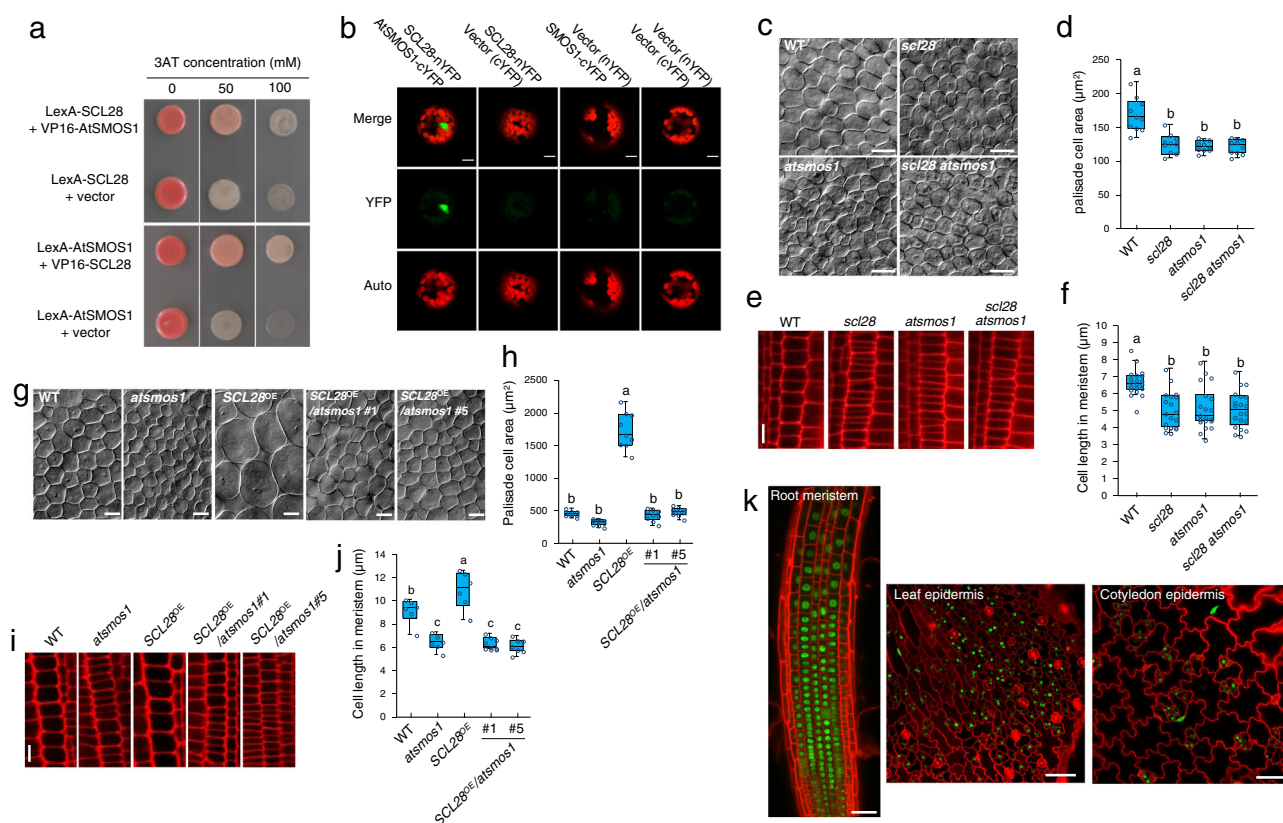 a
3AT concentration (mM)
0 50 100
LexA-SCL28
+ VP16-AtSMOS1
LexA-SCL28
+ vector
LexA-AtSMOS1
+ VP16-SCL28
LexA-AtSMOS1
+ vector
b
SCL28-nYFP
AtSMOS1-cYFP
SCL28-nYFP
Vector (cYFP)
Vector (nYFP)
SMOS1-cYFP
Vector (nYFP)
Vector (cYFP)
Merge
YFP
Auto
c
WT
scl28
atsmos1
scl28 atsmos1
d
palisade cell area (µm²)
250
200
150
100
50
0
a
b
b
b
WT
scl28
atsmos1
scl28 atsmos1
e
WT
scl28
atsmos1
scl28
atsmos1
f
Cell length in meristem (µm)
10
9
8
7
6
5
4
3
2
1
0
a
b
b
b
WT
scl28
atsmos1
scl28 atsmos1
g
WT
atsmos1
SCL28OE
SCL28OE
/atsmos1 #1
SCL28OE
/atsmos1 #5
h
Palisade cell area (µm²)
2500
2000
1500
1000
500
0
b
b
a
b
b
WT
atsmos1
SCL28OE
#1 #5
SCL28OE/atsmos1
i
WT
atsmos1
SCL28OE
SCL28OE
/atsmos1#1
SCL28OE
/atsmos1#5
j
Cell length in meristem (µm)
14
12
10
8
6
4
2
0
b
c
a
c
c
WT
atsmos1
SCL28OE
#1 #5
SCL28OE/atsmos1
k
Root meristem
Leaf epidermis
Cotyledon epidermis